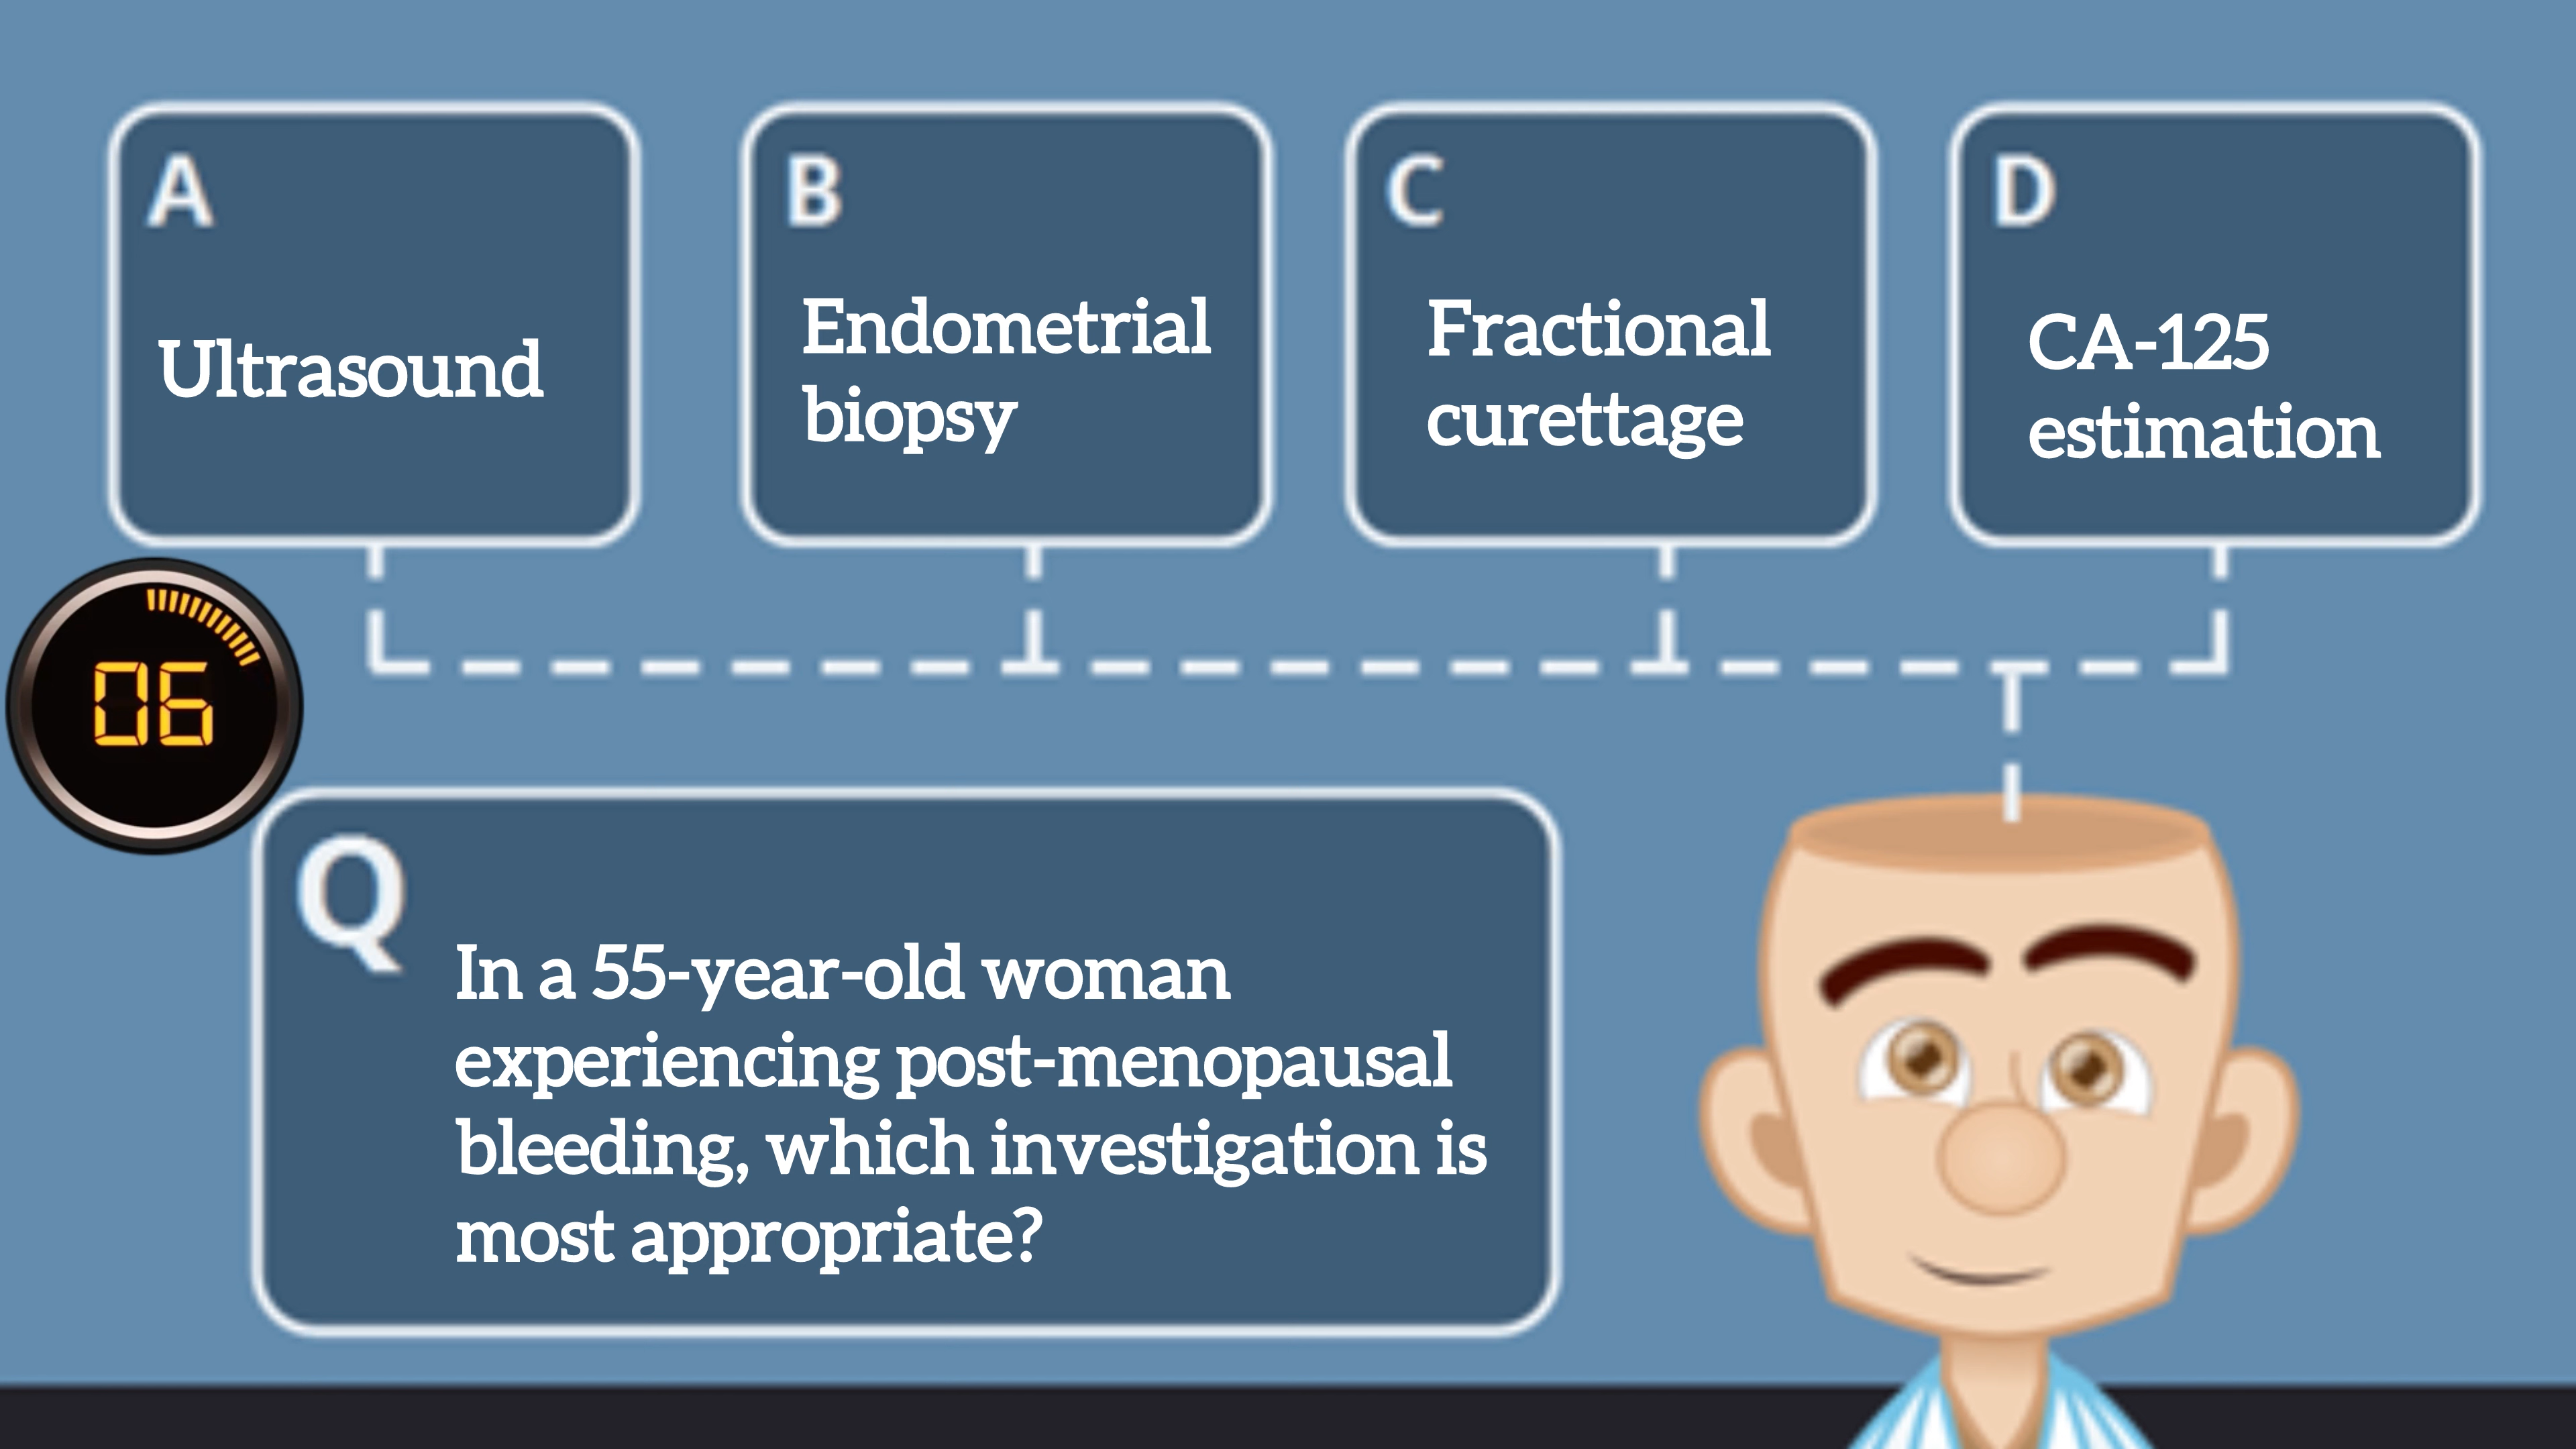 A
Ultrasound
B
Endometrial
biopsy
C
Fractional
curettage
D
CA-125
estimation
06
Q
In a 55-year-old woman
experiencing post-menopausal
bleeding, which investigation is
most appropriate?